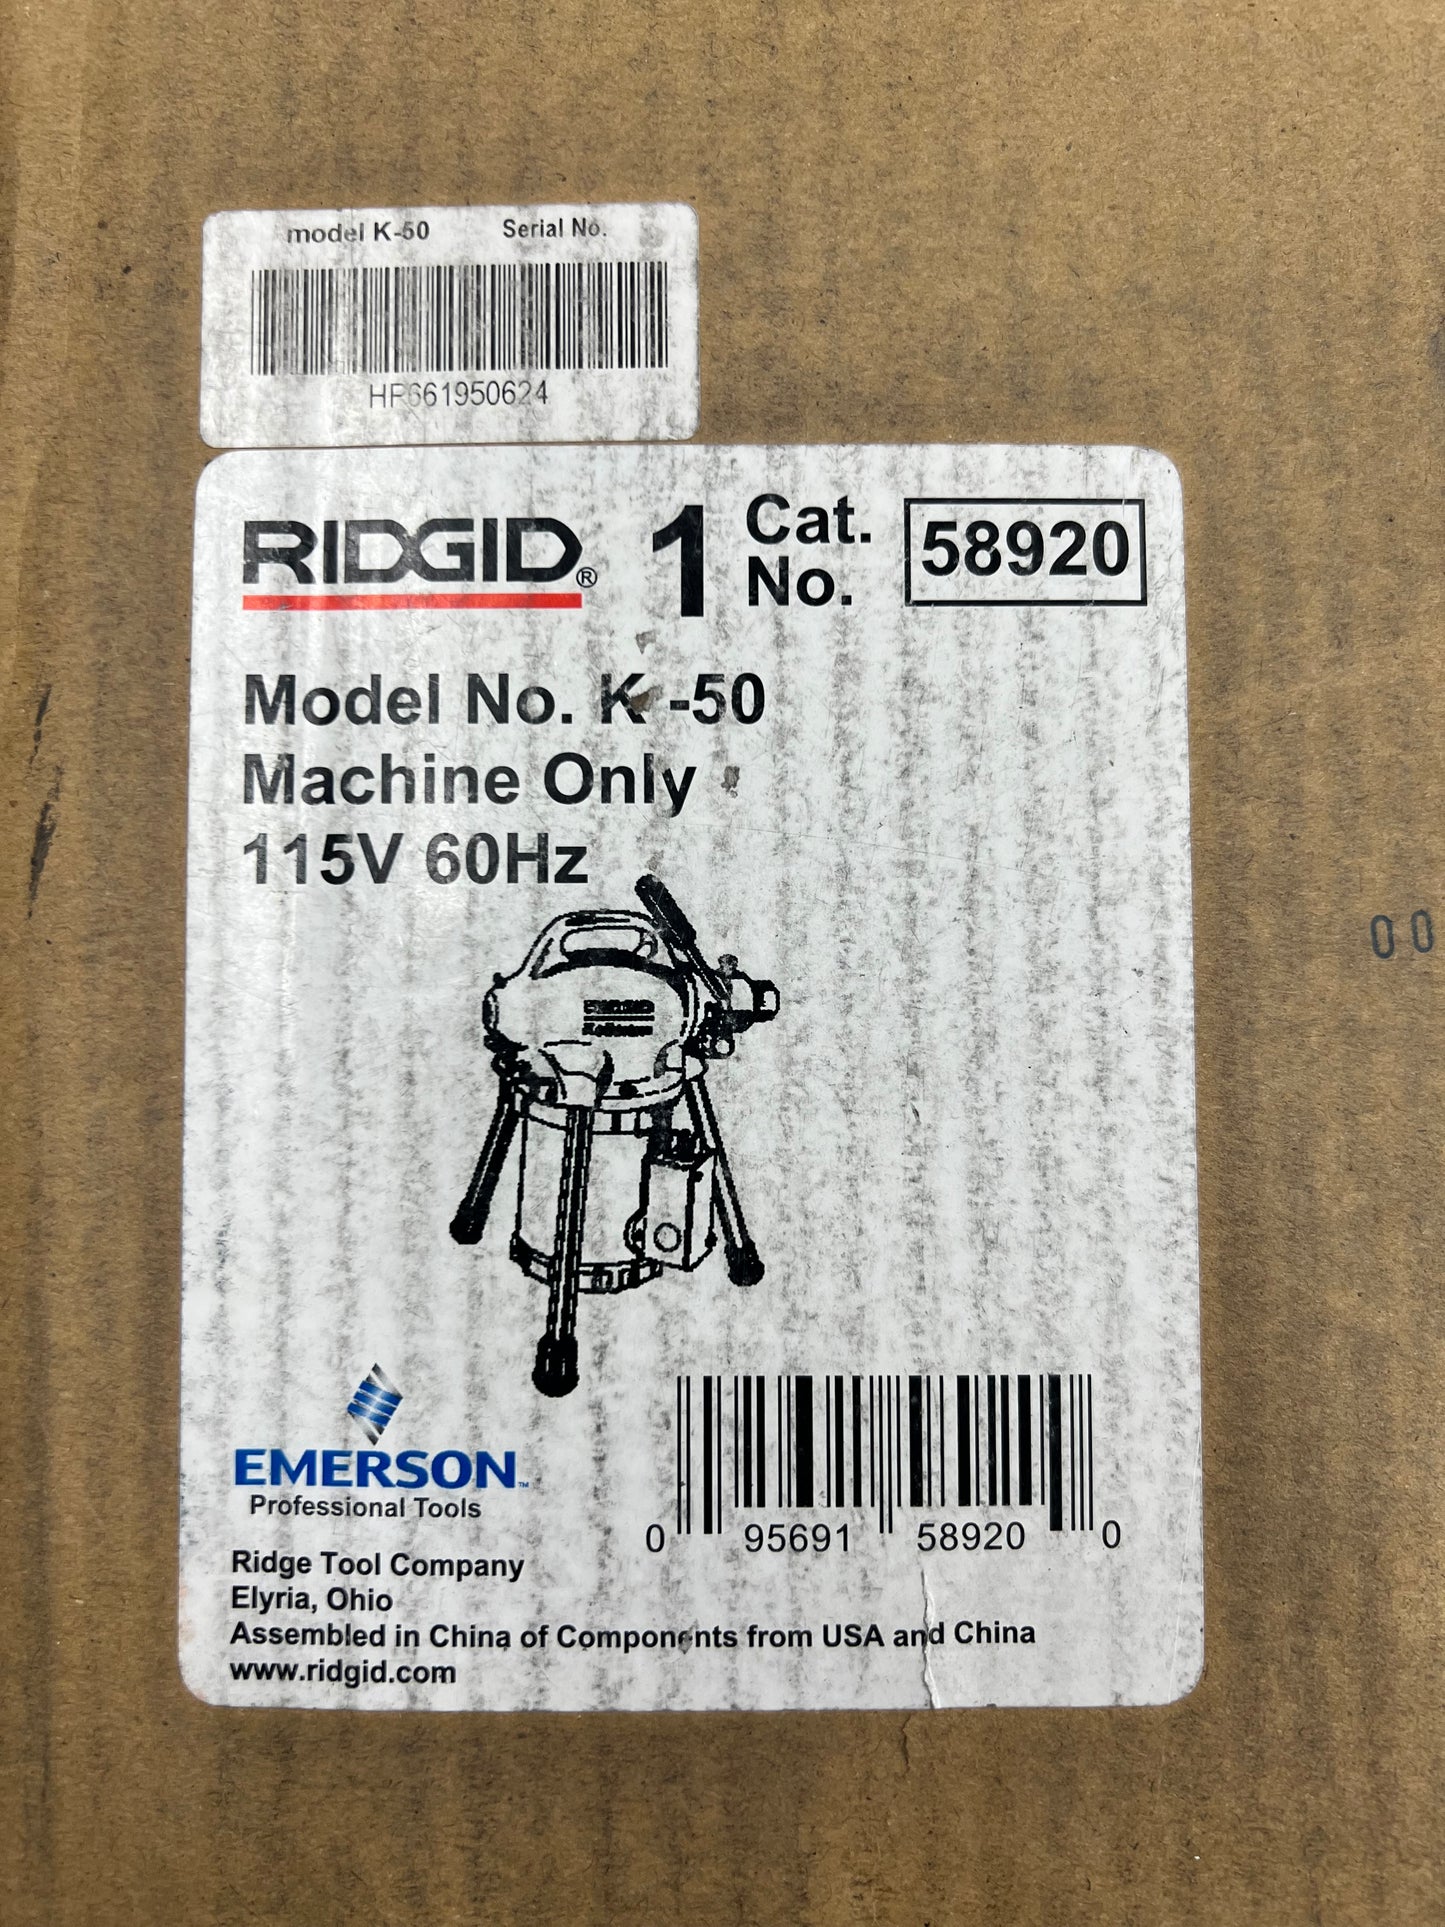 model K-50 Serial No.
RIDGID® 1 Cat. No. 58920
Model No. K-50
Machine Only
115V 60Hz
EMERSON™
Professional Tools
0 95691 58920 0
Ridge Tool Company
Elyria, Ohio
Assembled in China of Components from USA and China
www.ridgid.com
00